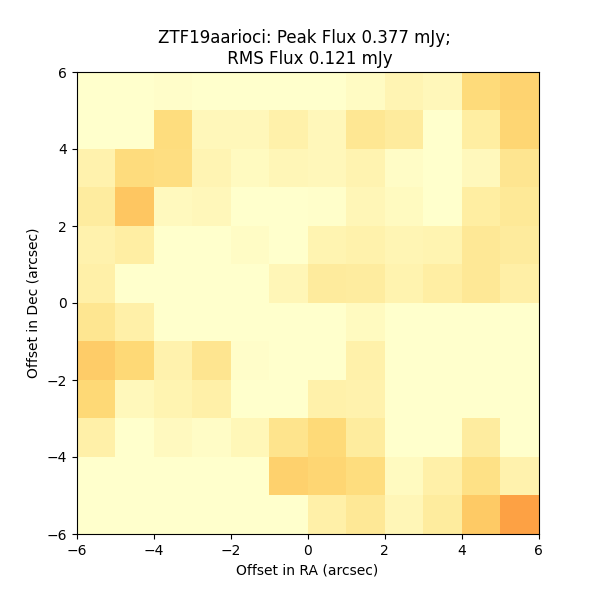 ZTF19aarioci: Peak Flux 0.377 mJy;
RMS Flux 0.121 mJy
6
4
2
0
−2
−4
−6
Offset in Dec (arcsec)
−6 −4 −2 0 2 4 6
Offset in RA (arcsec)